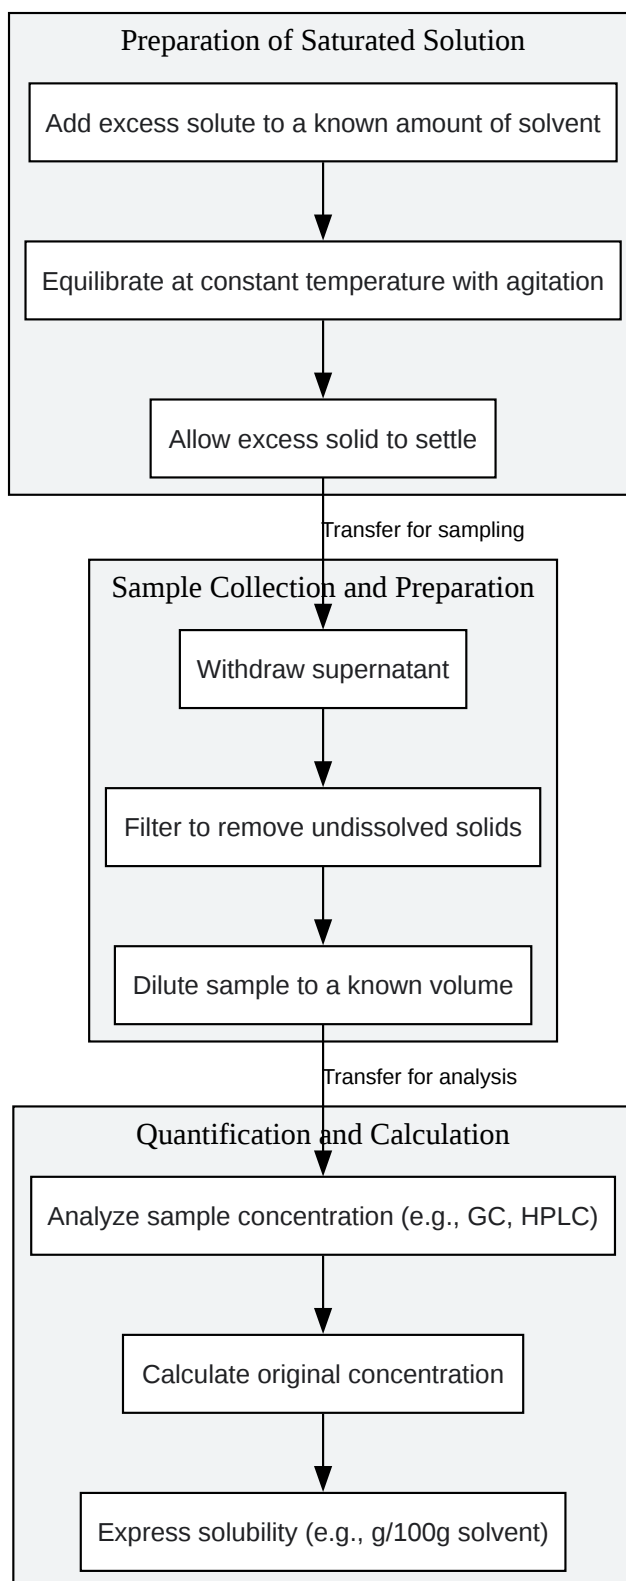 Preparation of Saturated Solution
Add excess solute to a known amount of solvent
Equilibrate at constant temperature with agitation
Allow excess solid to settle
Transfer for sampling
Sample Collection and Preparation
Withdraw supernatant
Filter to remove undissolved solids
Dilute sample to a known volume
Transfer for analysis
Quantification and Calculation
Analyze sample concentration (e.g., GC, HPLC)
Calculate original concentration
Express solubility (e.g., g/100g solvent)